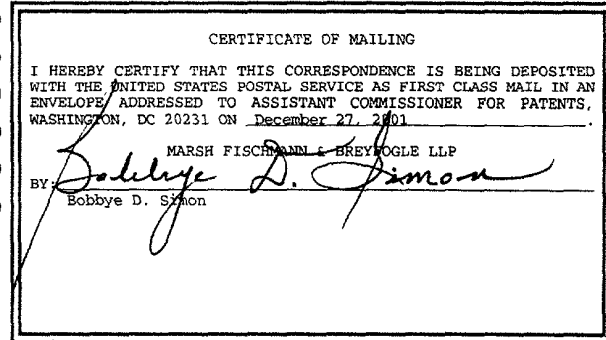 CERTIFICATE OF MAILING
I HEREBY CERTIFY THAT THIS CORRESPONDENCE IS BEING DEPOSITED
WITH THE UNITED STATES POSTAL SERVICE AS FIRST CLASS MAIL IN AN
ENVELOPE ADDRESSED TO ASSISTANT COMMISSIONER FOR PATENTS,
WASHINGTON, DC 20231 ON December 27, 2001.
MARSH FISCHMANN & BREYFOGLE LLP
BY: Bobbye D. Simon
Bobbye D. Simon